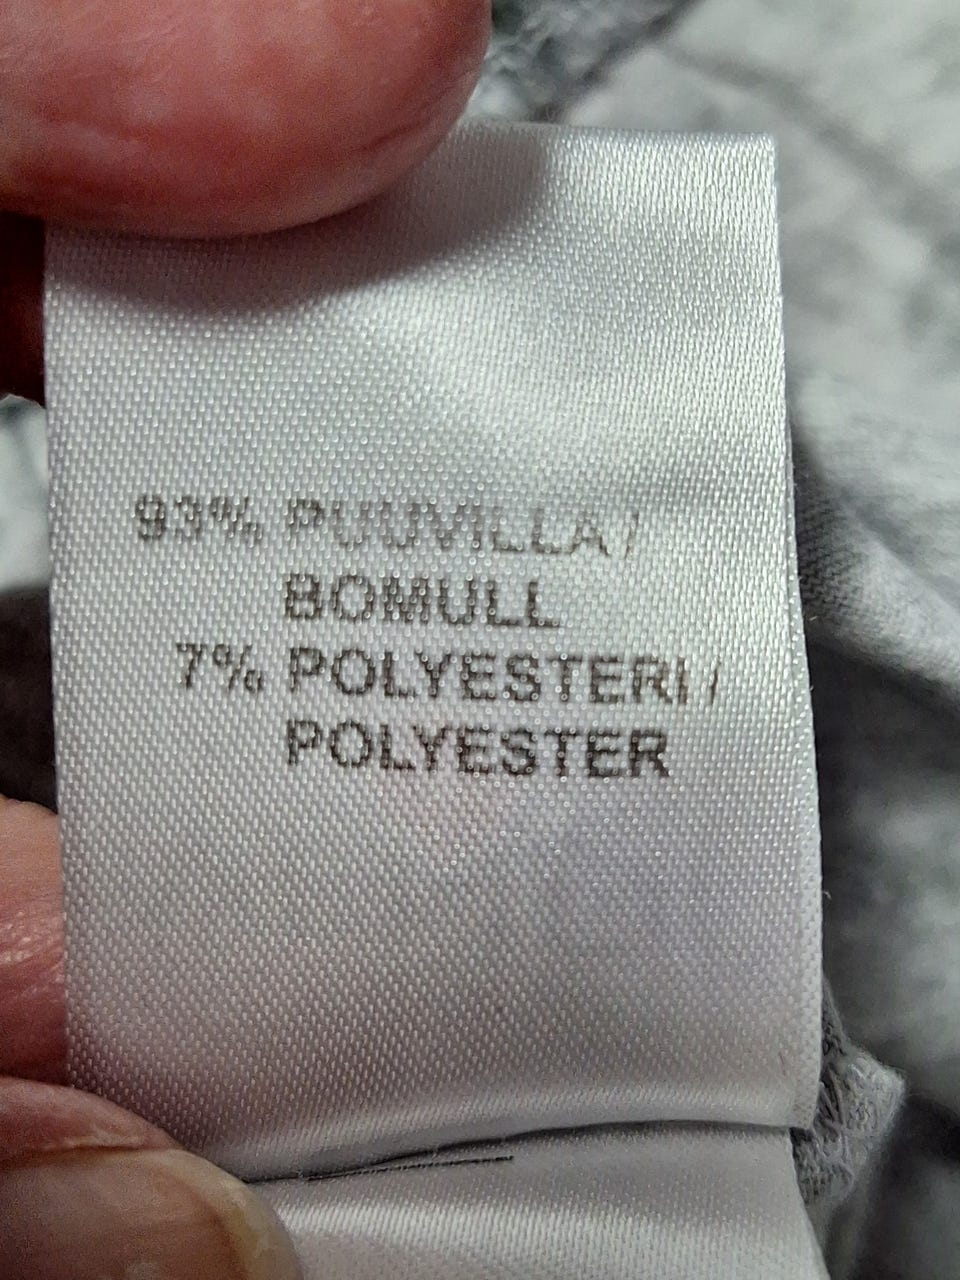 93% PUUVILLA/
BOMULL
7% POLYESTERI/
POLYESTER